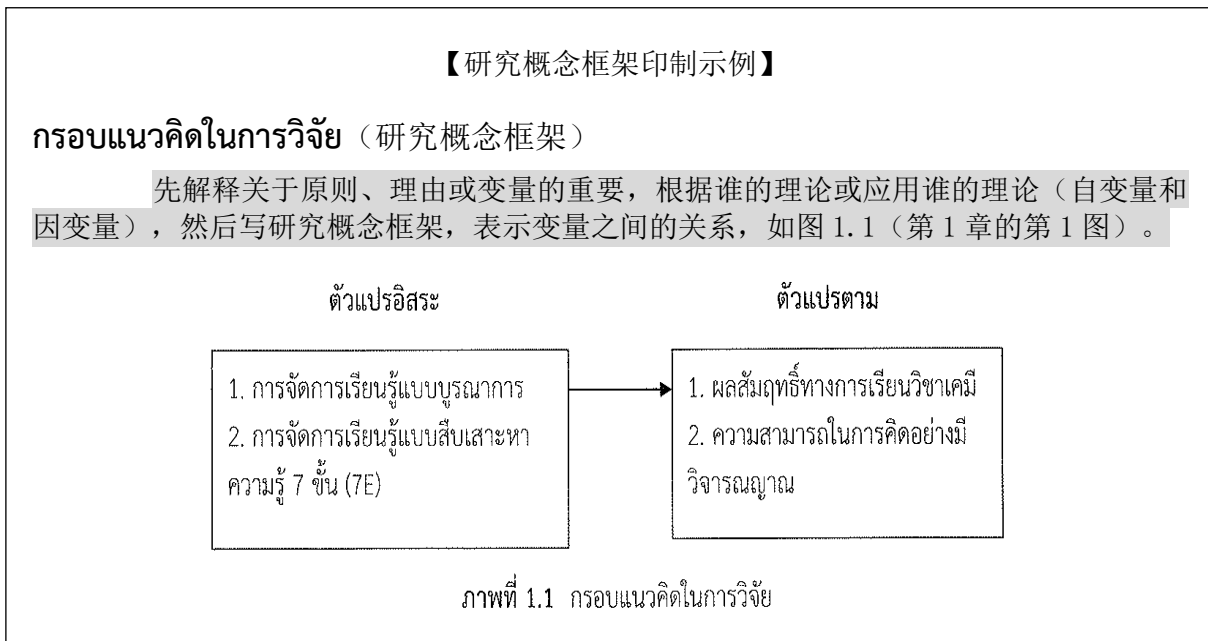 【研究概念框架印制示例】
กรอบแนวคิดในการวิจัย（研究概念框架）
先解释关于原则、理由或变量的重要，根据谁的理论或应用谁的理论（自变量和
因变量），然后写研究概念框架，表示变量之间的关系，如图 1.1（第 1 章的第 1 图）。
ตัวแปรอิสระ
ตัวแปรตาม
1. การจัดการเรียนรู้แบบบูรณาการ
2. การจัดการเรียนรู้แบบสืบเสาะหา
ความรู้ 7 ขั้น (7E)
1. ผลสัมฤทธิ์ทางการเรียนวิชาเคมี
2. ความสามารถในการคิดอย่างมี
วิจารณญาณ
ภาพที่ 1.1 กรอบแนวคิดในการวิจัย